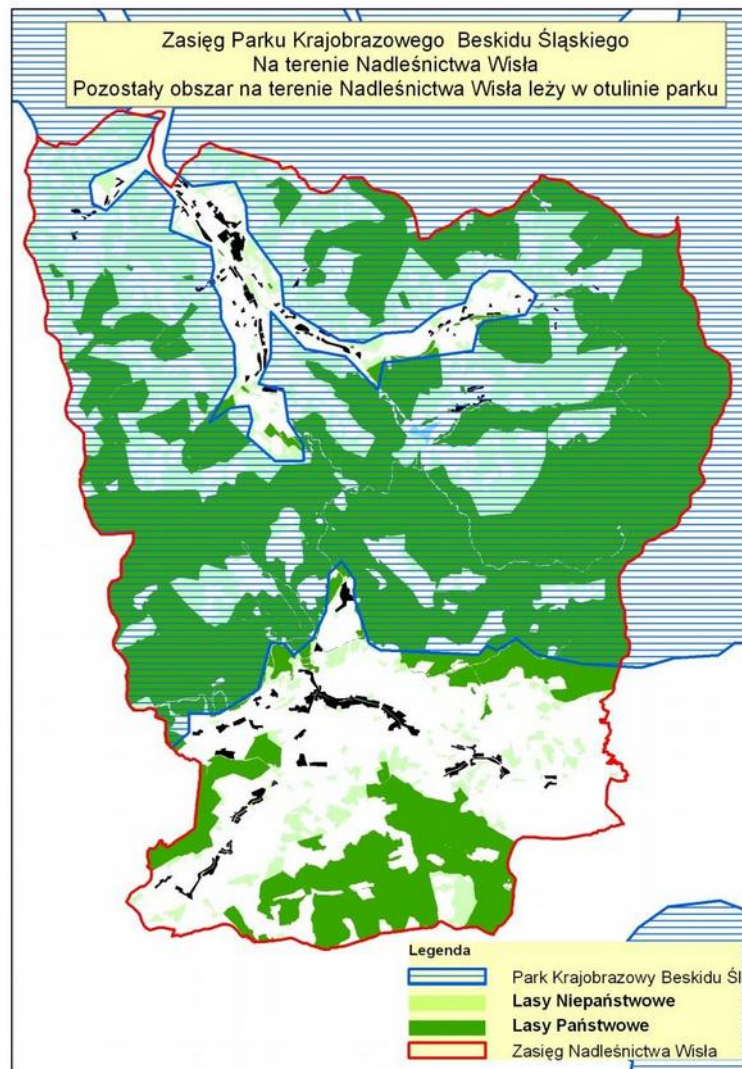 Zasięg Parku Krajobrazowego Beskidu Śląskiego
Na terenie Nadleśnictwa Wisła
Pozostały obszar na terenie Nadleśnictwa Wisła leży w otulinie parku
Legenda
Park Krajobrazowy Beskidu Śl
Lasy Niepaństwowe
Lasy Państwowe
Zasięg Nadleśnictwa Wisła